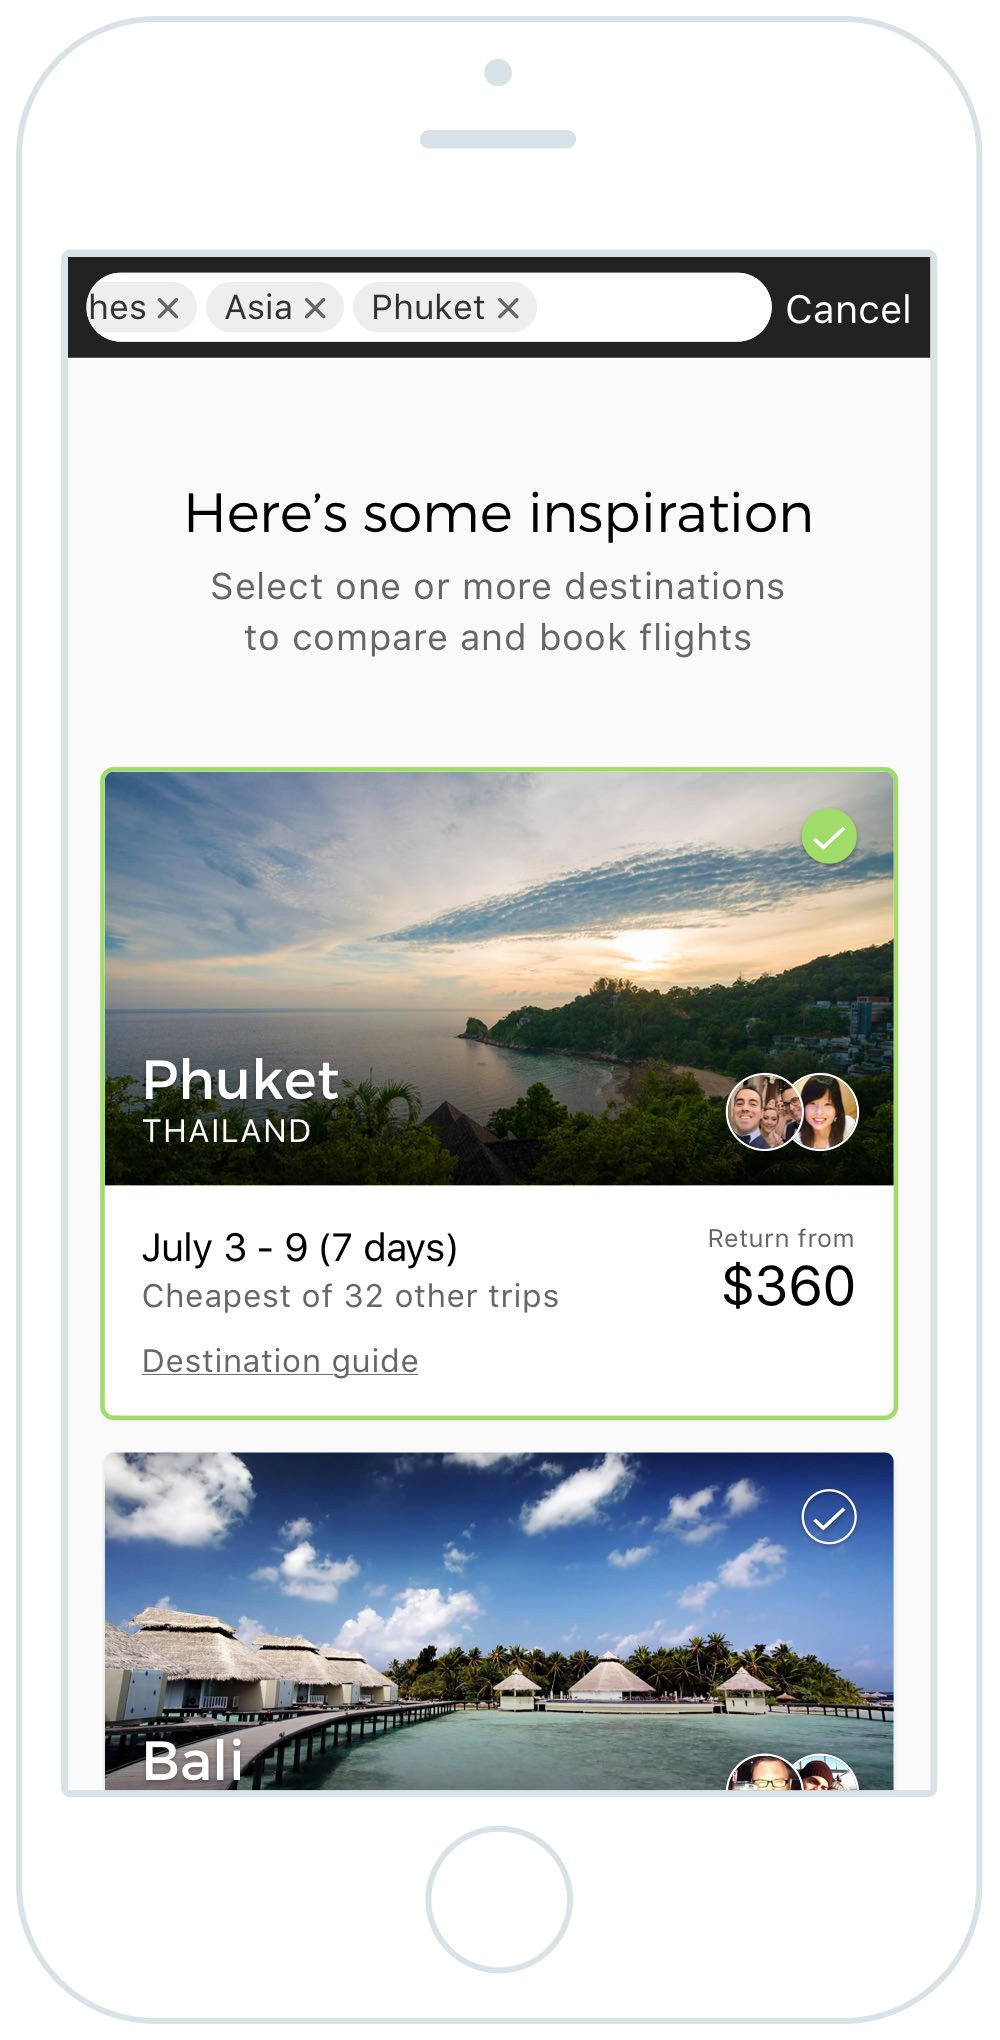 hes Asia Phuket Cancel
Here’s some inspiration
Select one or more destinations
to compare and book flights
Phuket
THAILAND
July 3 - 9 (7 days)
Return from
Cheapest of 32 other trips
$360
Destination guide
Bali